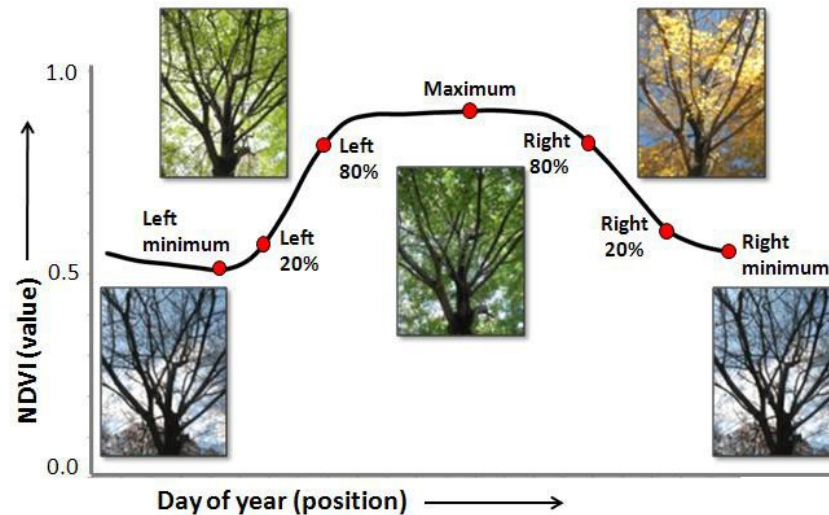 1.0
Maximum
Left
80%
Right
80%
Left
minimum
Left
20%
Right
20%
Right
minimum
0.5
NDVI (value)
0.0
Day of year (position)